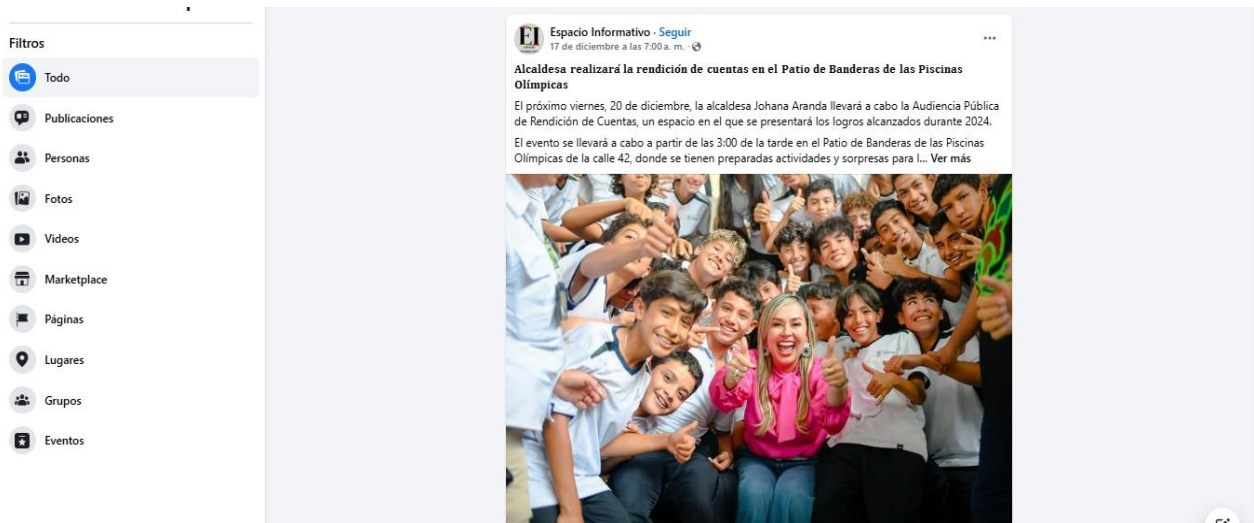 Filtros
Todo
Publicaciones
Personas
Fotos
Videos
Marketplace
Páginas
Lugares
Grupos
Eventos
EI
Espacio Informativo · Seguir
17 de diciembre a las 7:00 a. m. ·
Alcaldesa realizará la rendición de cuentas en el Patio de Banderas de las Piscinas
Olímpicas
El próximo viernes, 20 de diciembre, la alcaldesa Johana Aranda llevará a cabo la Audiencia Pública
de Rendición de Cuentas, un espacio en el que se presentará los logros alcanzados durante 2024.
El evento se llevará a cabo a partir de las 3:00 de la tarde en el Patio de Banderas de las Piscinas
Olímpicas de la calle 42, donde se tienen preparadas actividades y sorpresas para l... Ver más